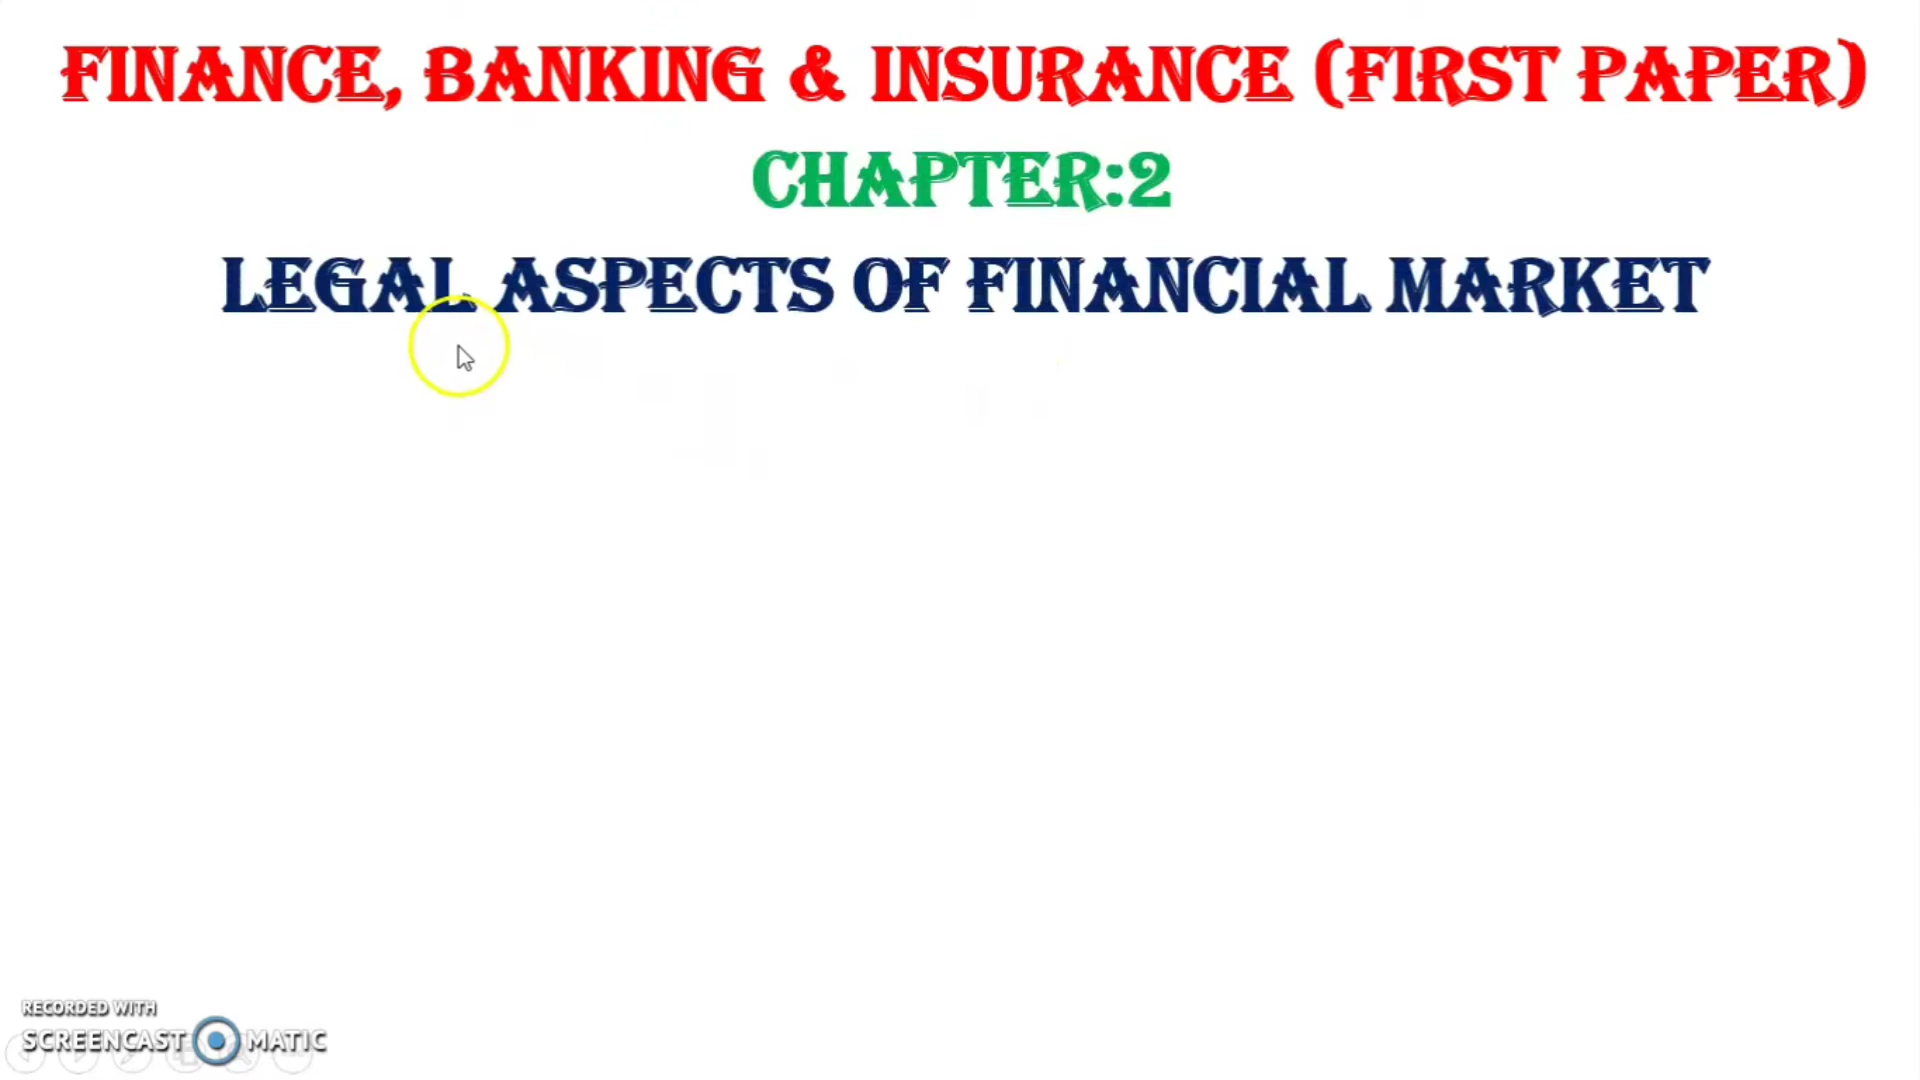 FINANCE, BANKING & INSURANCE (FIRST PAPER)
CHAPTER:2
LEGAL ASPECTS OF FINANCIAL MARKET
RECORDED WITH
SCREENCAST MATIC